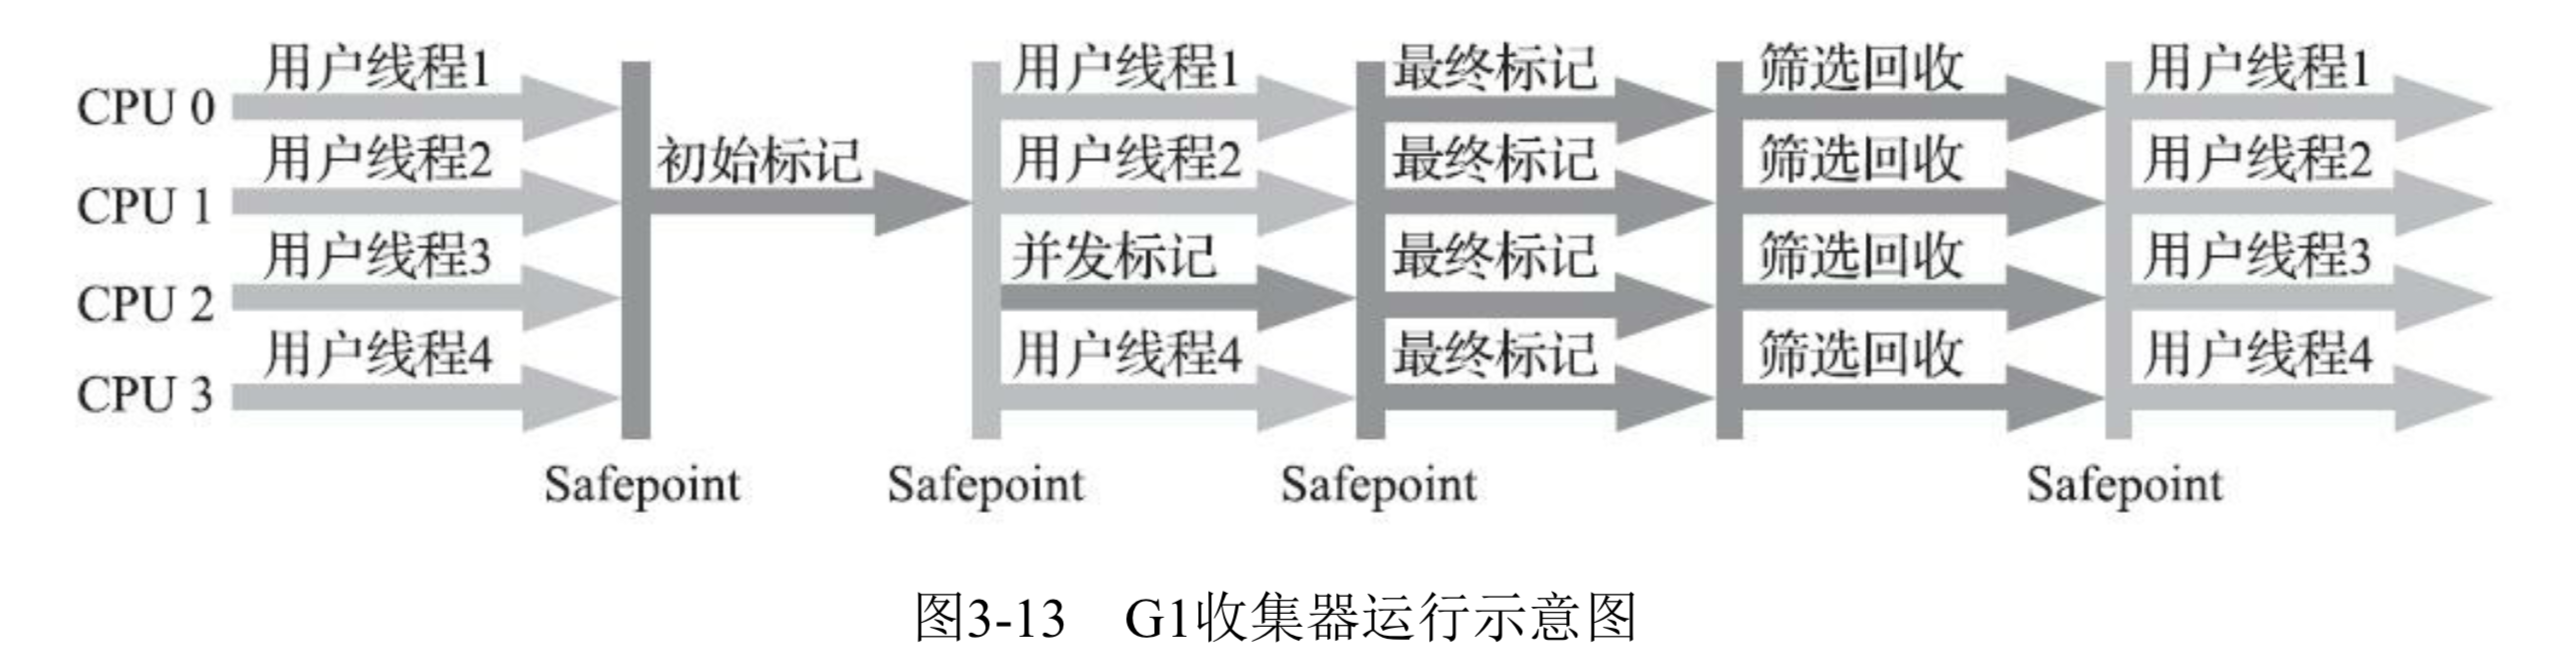 用户线程1 用户线程1 最终标记 筛选回收 用户线程1
CPU 0
用户线程2 初始标记 用户线程2 最终标记 筛选回收 用户线程2
CPU 1
用户线程3 并发标记 最终标记 筛选回收 用户线程3
CPU 2
用户线程4 用户线程4 最终标记 筛选回收 用户线程4
CPU 3
Safepoint Safepoint Safepoint Safepoint
图3-13 G1收集器运行示意图